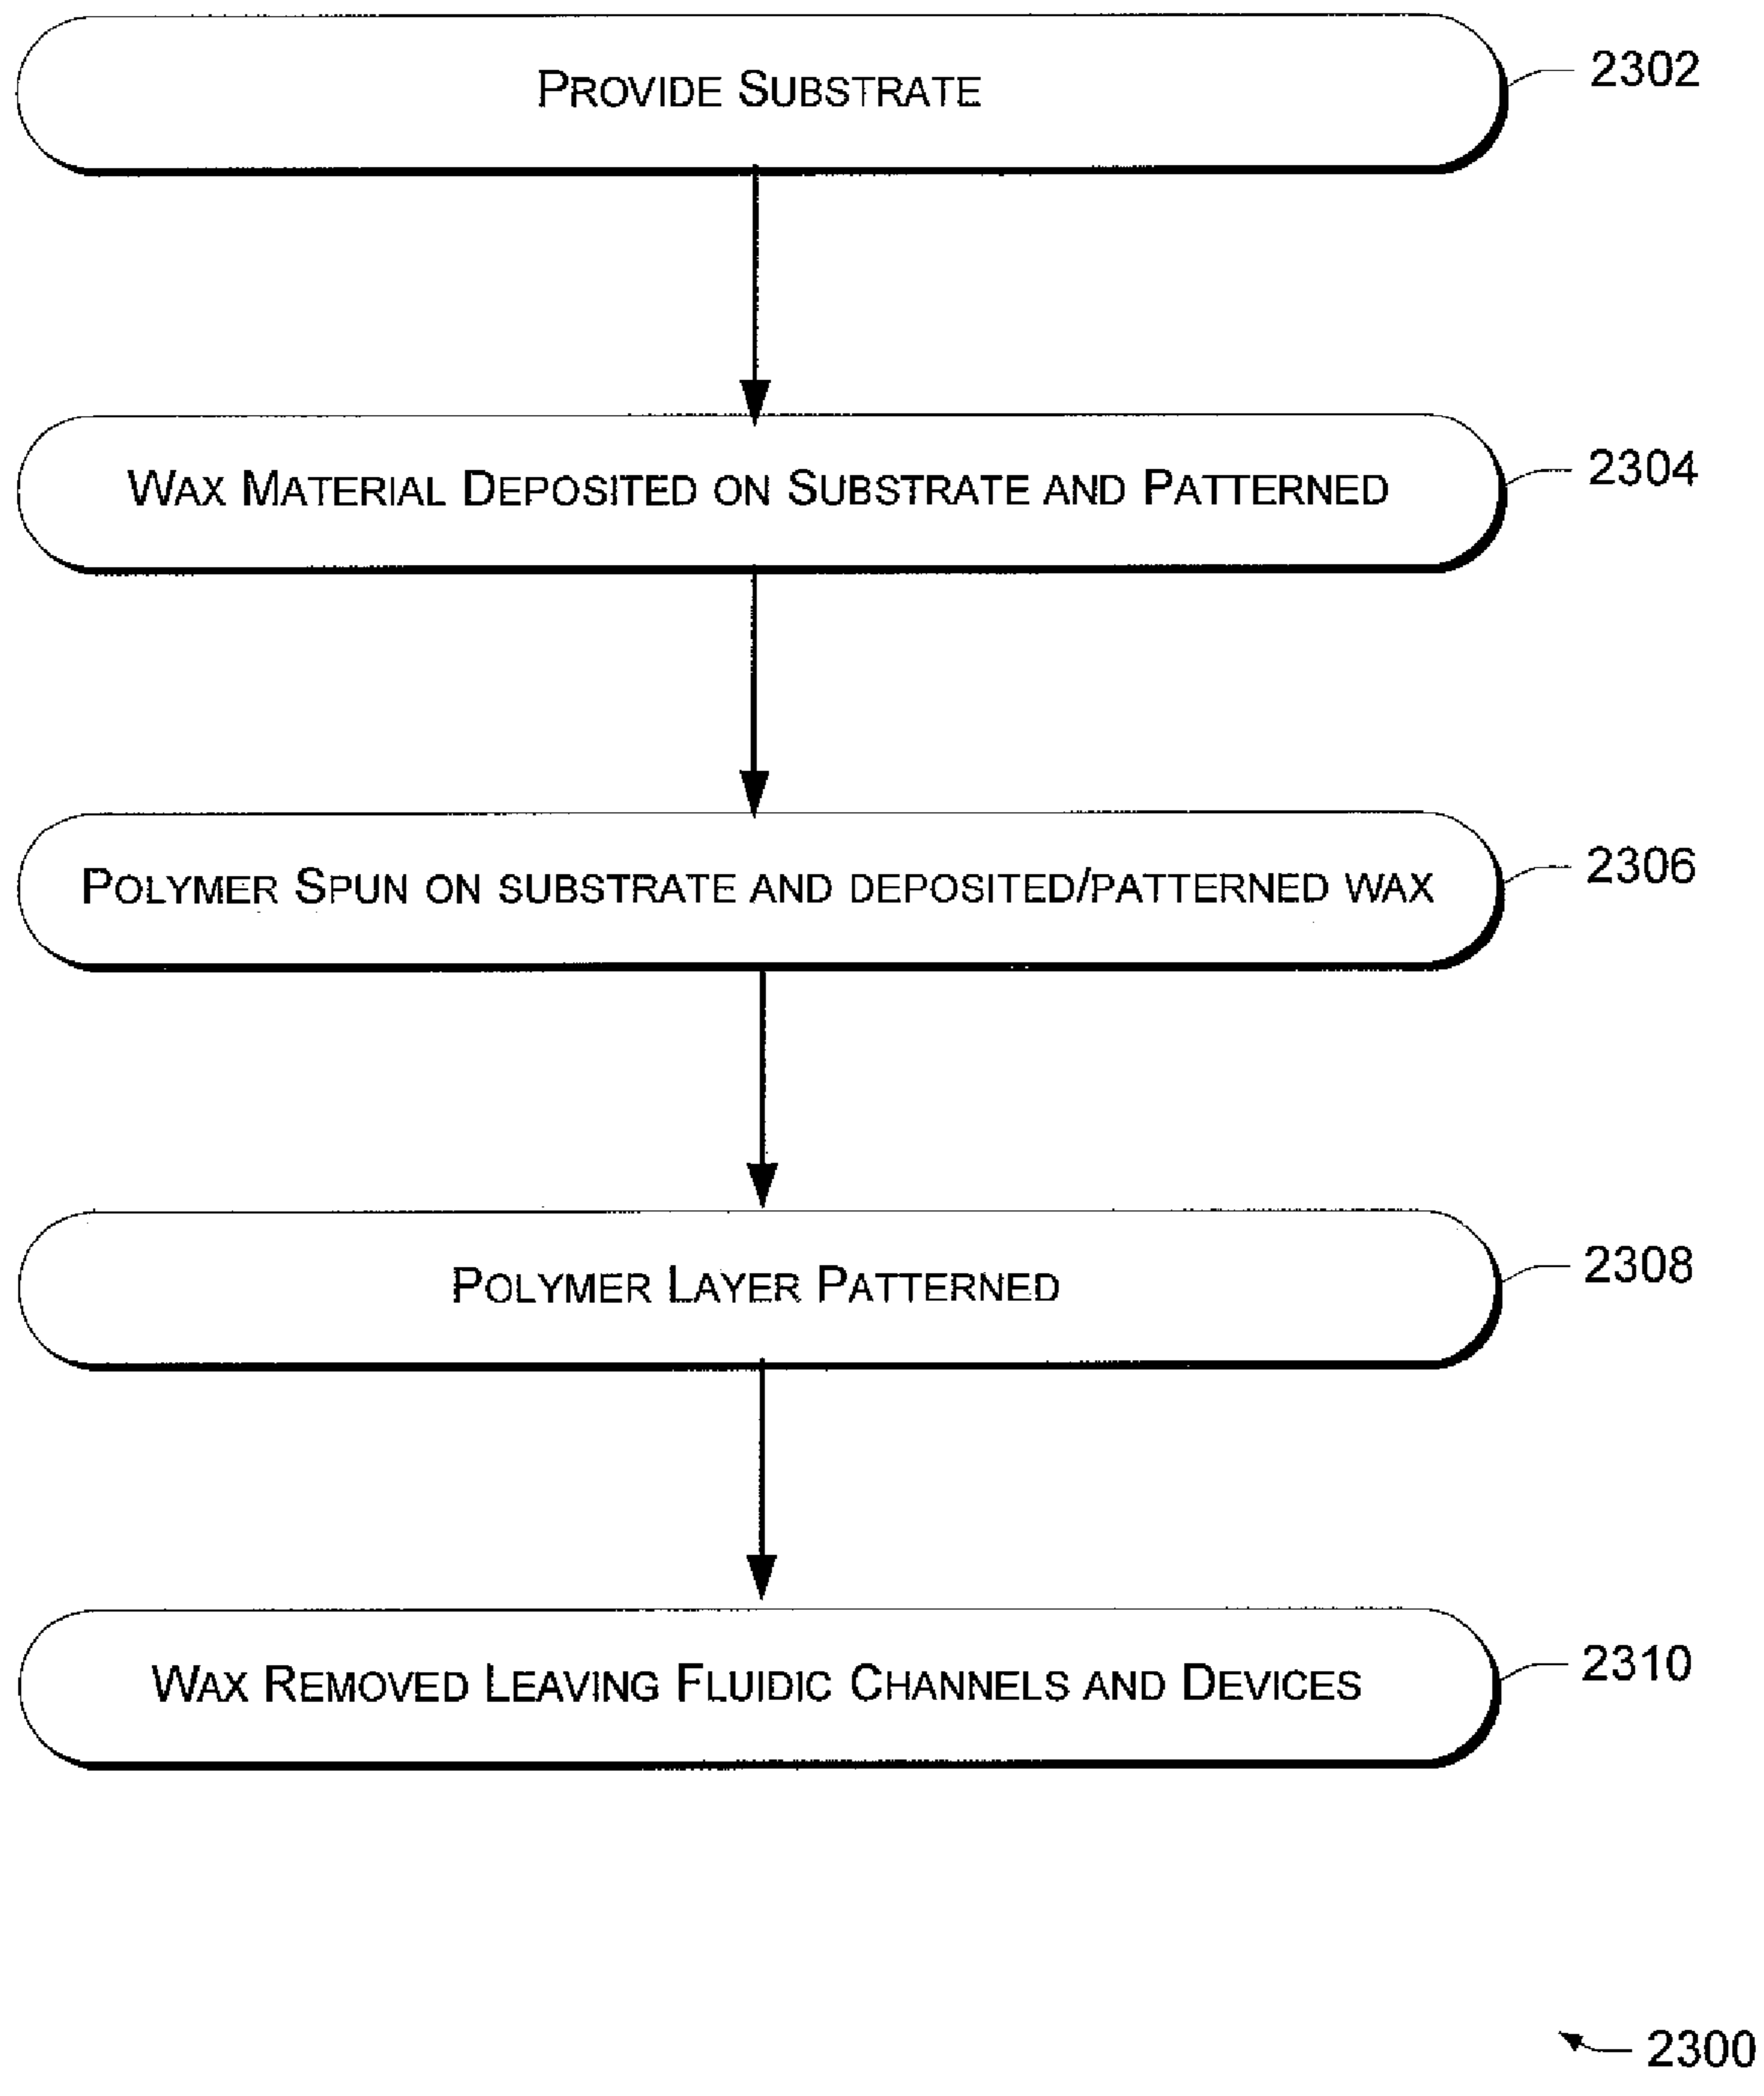 PROVIDE SUBSTRATE
2302
WAX MATERIAL DEPOSITED ON SUBSTRATE AND PATTERNED
2304
POLYMER SPUN ON SUBSTRATE AND DEPOSITED/PATTERNED WAX
2306
POLYMER LAYER PATTERNED
2308
WAX REMOVED LEAVING FLUIDIC CHANNELS AND DEVICES
2310
2300